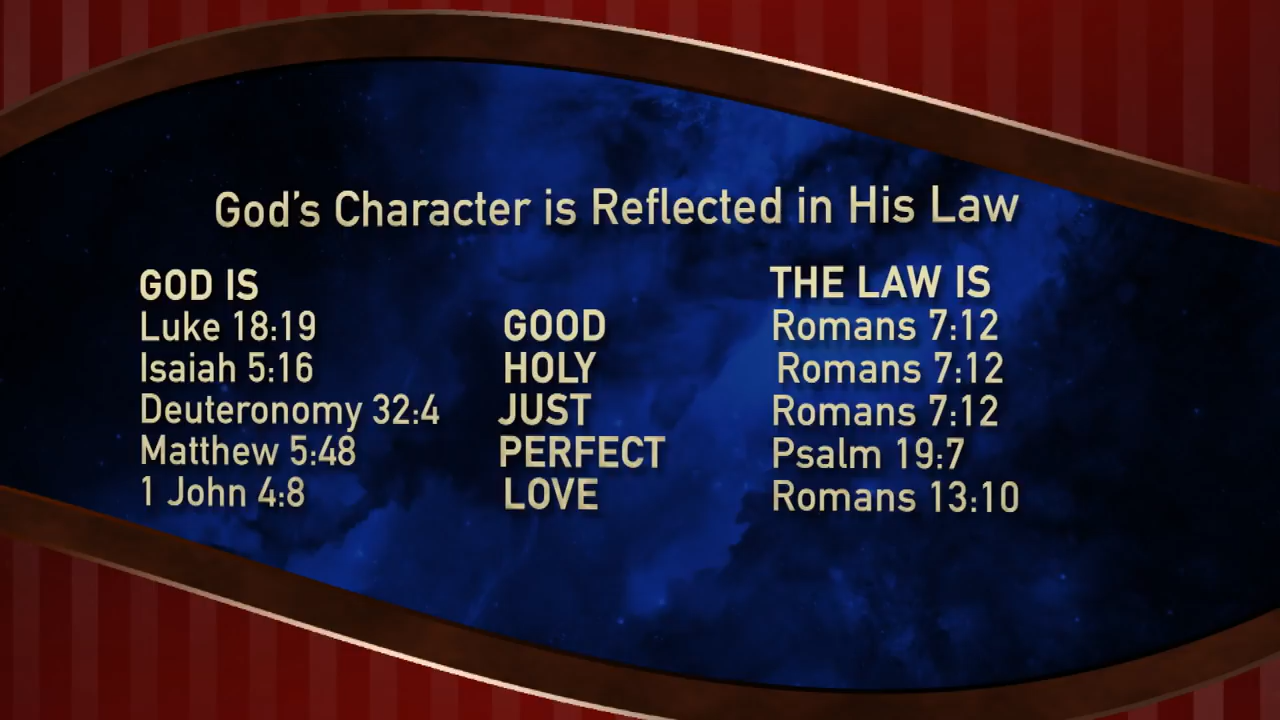 God's Character is Reflected in His Law
GOD IS THE LAW IS
Luke 18:19 GOOD Romans 7:12
Isaiah 5:16 HOLY Romans 7:12
Deuteronomy 32:4 JUST Romans 7:12
Matthew 5:48 PERFECT Psalm 19:7
1 John 4:8 LOVE Romans 13:10